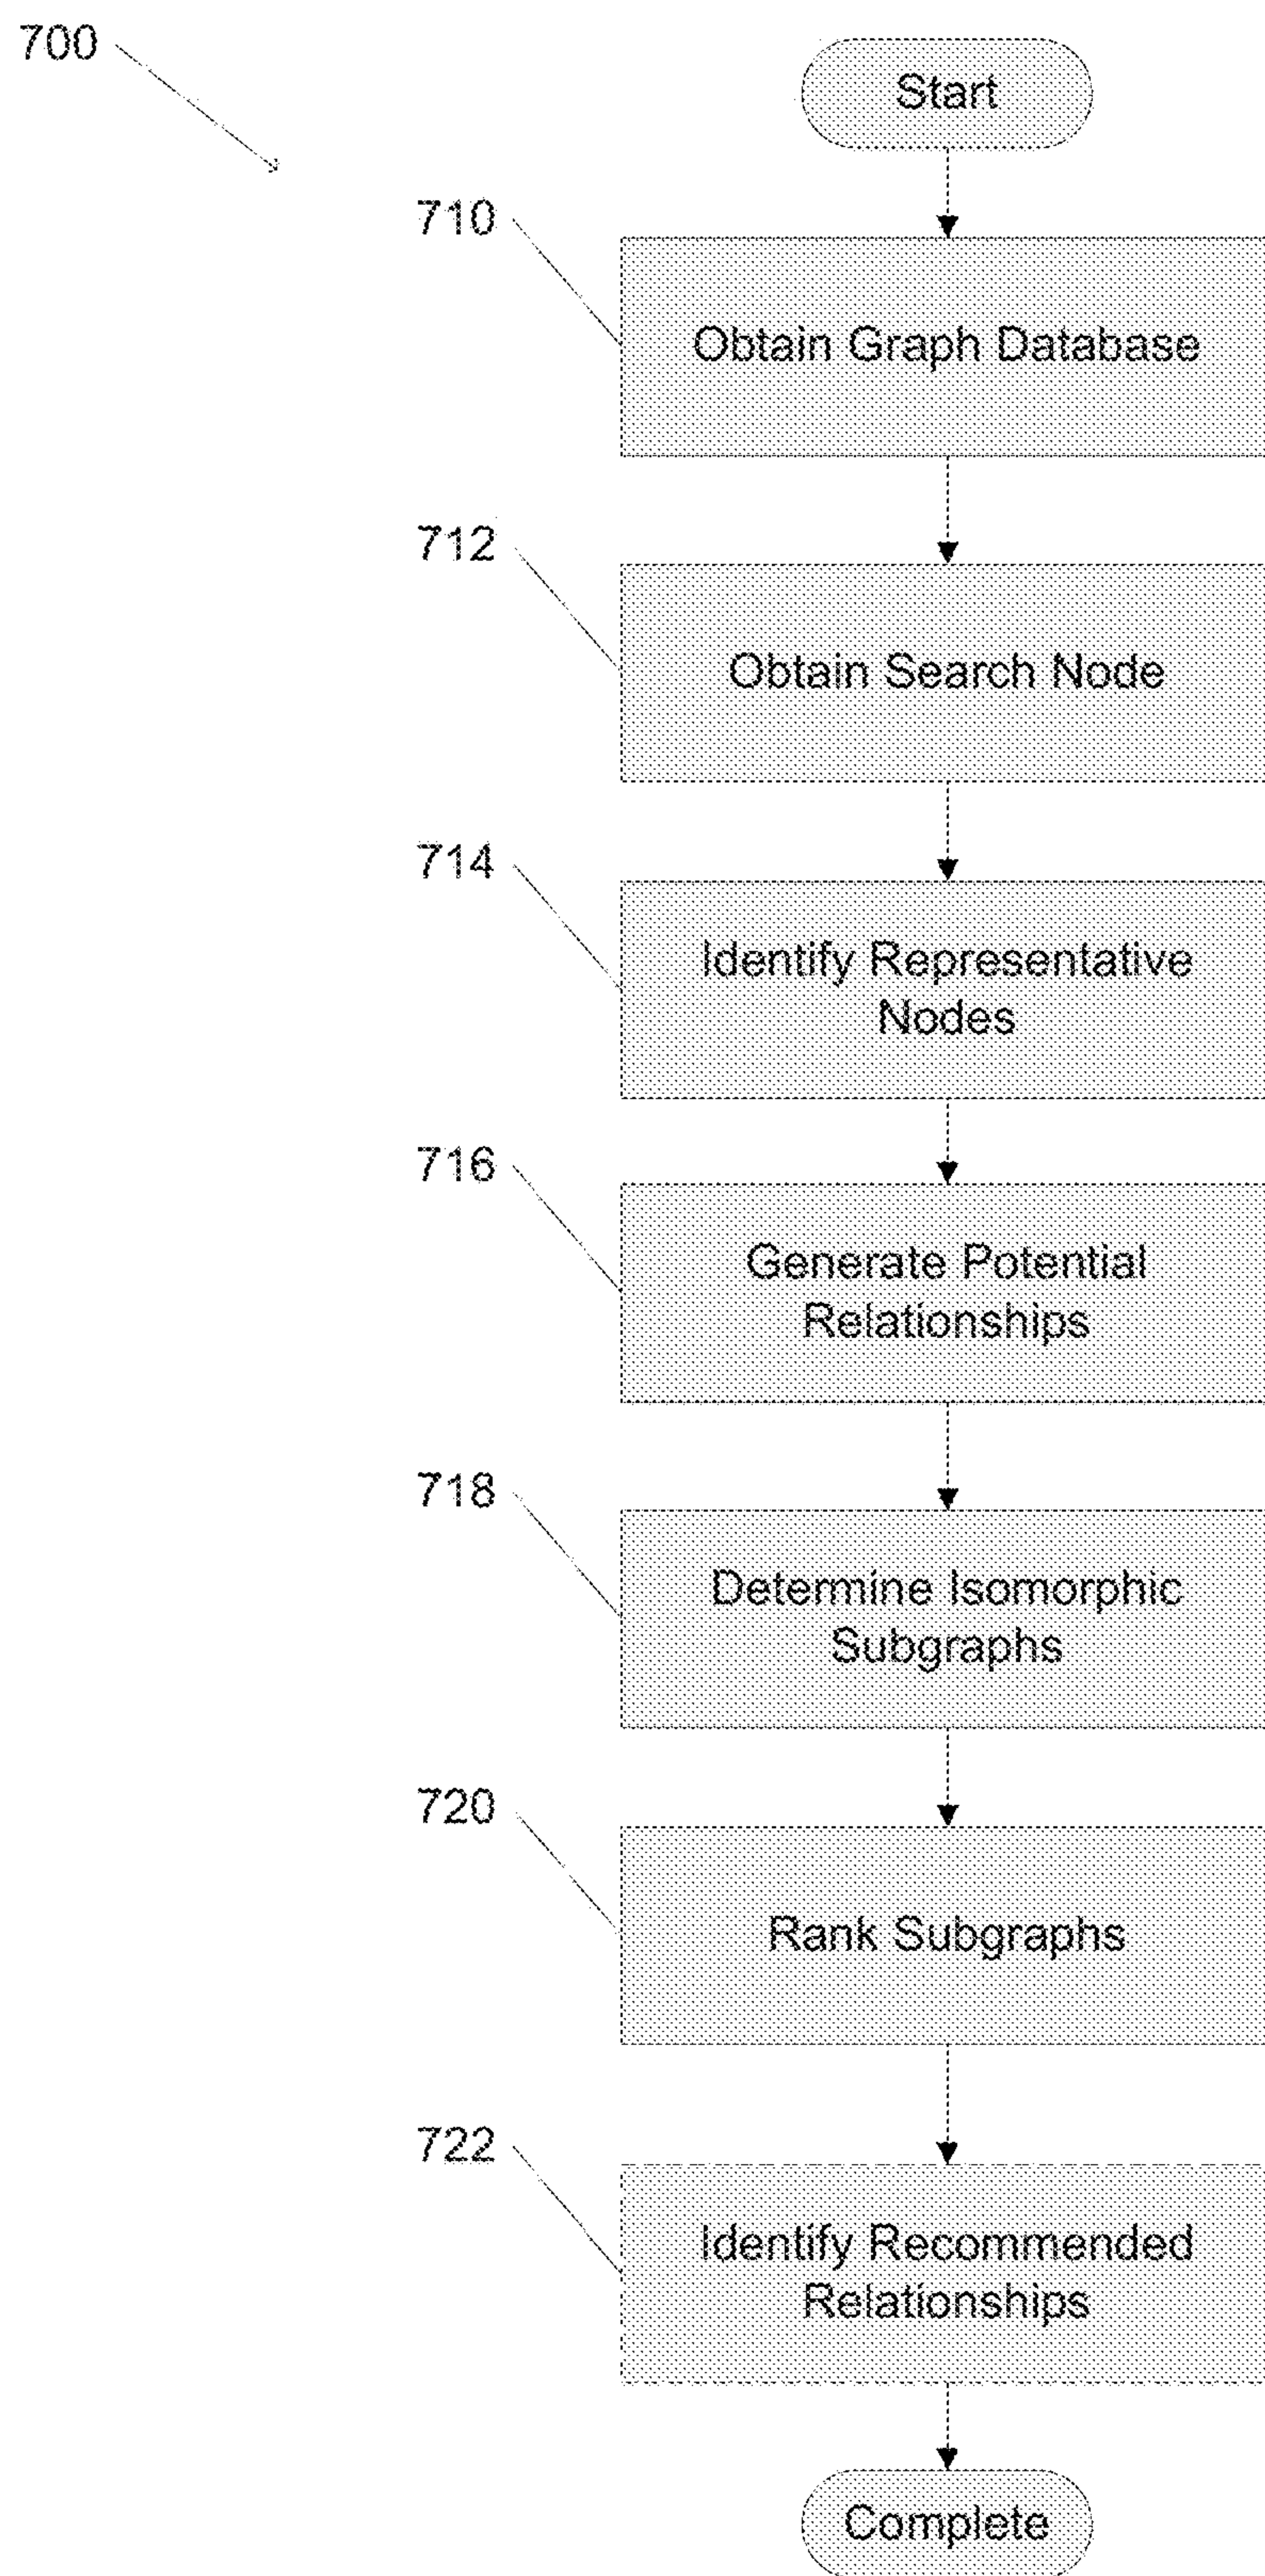 700
Start
710
Obtain Graph Database
712
Obtain Search Node
714
Identify Representative
Nodes
716
Generate Potential
Relationships
718
Determine Isomorphic
Subgraphs
720
Rank Subgraphs
722
Identify Recommended
Relationships
Complete